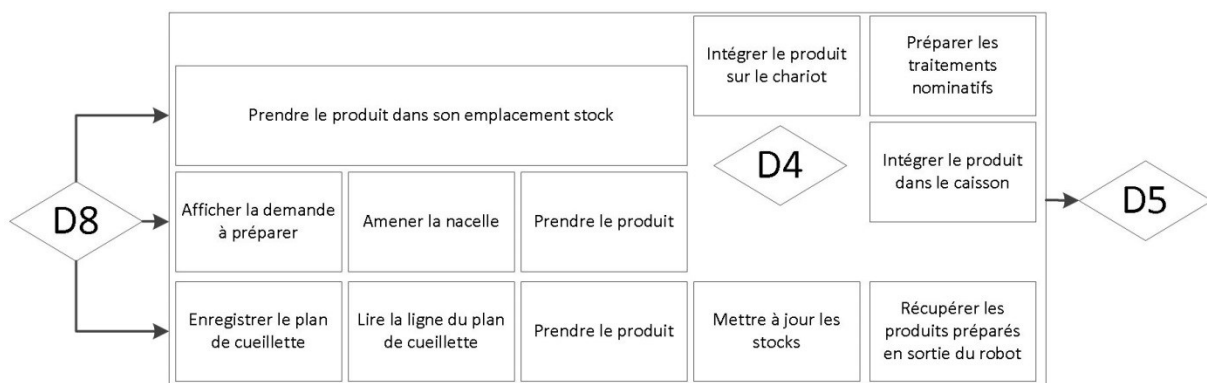 Intégrer le produit
sur le chariot
Préparer les
traitements
nominatifs
Prendre le produit dans son emplacement stock
D4
Intégrer le produit
dans le caisson
D8
Afficher la demande
à préparer
Amener la nacelle
Prendre le produit
D5
Enregistrer le plan
de cueillette
Lire la ligne du plan
de cueillette
Prendre le produit
Mettre à jour les
stocks
Récupérer les
produits préparés
en sortie du robot